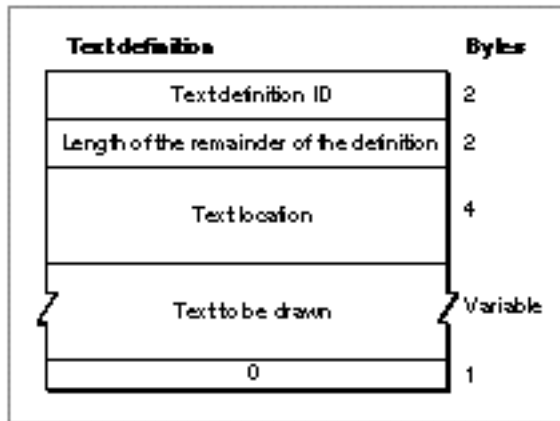 Text definition Bytes
Text definition ID 2
Length of the remainder of the definition 2
Text location 4
Text to be drawn Variable
0 1